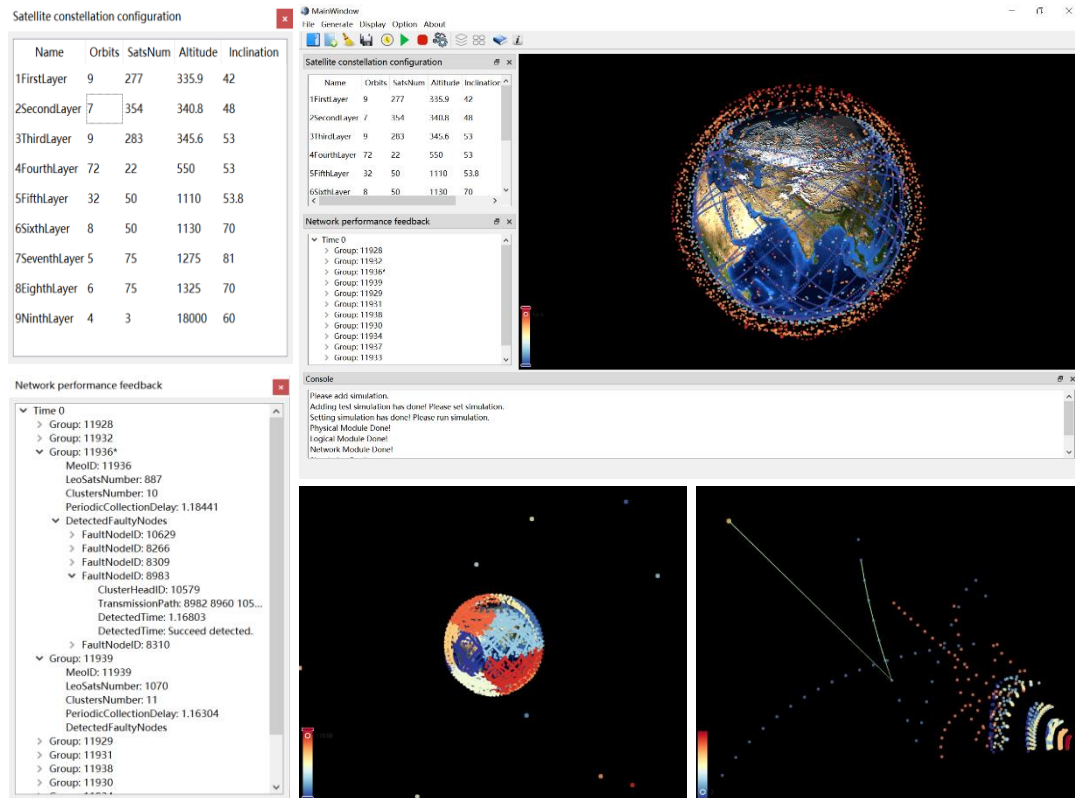 Satellite constellation configuration
Name Orbits SatsNum Altitude Inclination
1FirstLayer 9 277 335.9 42
2SecondLayer 7 354 340.8 48
3ThirdLayer 9 283 345.6 53
4FourthLayer 72 22 550 53
5FifthLayer 32 50 1110 53.8
6SixthLayer 8 50 1130 70
7SeventhLayer 5 75 1275 81
8EighthLayer 6 75 1325 70
9NinthLayer 4 3 18000 60
Network performance feedback
Time 0
Group: 11928
Group: 11932
Group: 11936*
MeoID: 11936
LeoSatsNumber: 887
ClustersNumber: 10
PeriodicCollectionDelay: 1.18441
DetectedFaultyNodes
FaultNodeID: 10629
FaultNodeID: 8266
FaultNodeID: 8309
FaultNodeID: 8983
ClusterHeadID: 10579
TransmissionPath: 8982 8960 105...
DetectedTime: 1.16803
DetectedTime: Succeed detected.
FaultNodeID: 8310
Group: 11939
MeoID: 11939
LeoSatsNumber: 1070
ClustersNumber: 11
PeriodicCollectionDelay: 1.16304
DetectedFaultyNodes
Group: 11929
Group: 11931
Group: 11938
Group: 11930
MainWindow
File Generate Display Option About
Satellite constellation configuration
Name Orbits SatsNum Altitude Inclination
1FirstLayer 9 277 335.9 42
2SecondLayer 7 354 340.8 48
3ThirdLayer 9 283 345.6 53
4FourthLayer 72 22 550 53
5FifthLayer 32 50 1110 53.8
6SixthLayer 8 50 1130 70
Network performance feedback
Time 0
Group: 11928
Group: 11932
Group: 11936*
Group: 11939
Group: 11929
Group: 11931
Group: 11938
Group: 11930
Group: 11934
Group: 11937
Group: 11933
Console
Please add simulation.
Adding test simulation has done! Please set simulation.
Setting simulation has done! Please run simulation.
Physical Module Done!
Logical Module Done!
Network Module Done!